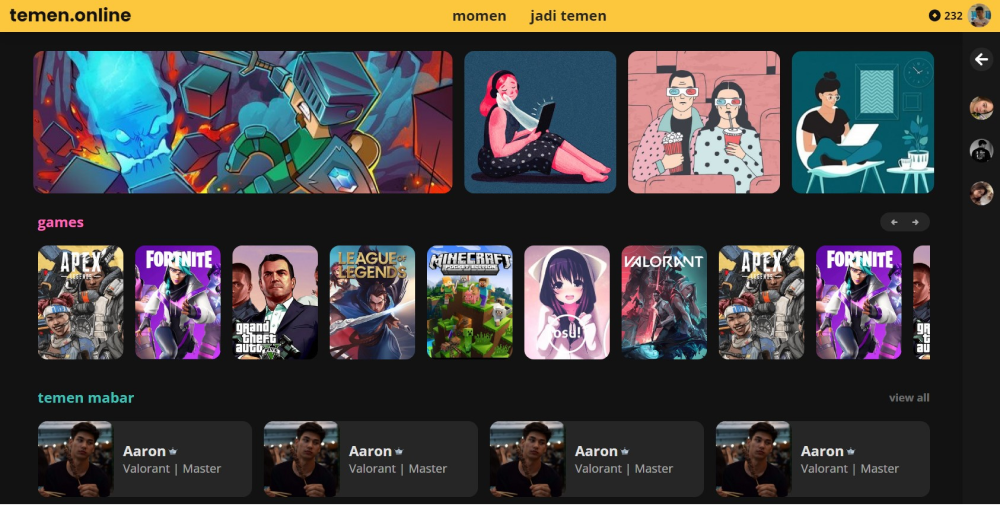 temen.online
momen
jadi temen
232
games
APEX
LEGENDS
FORTNITE
grand
theft
auto
LEAGUE OF
LEGENDS
MINECRAFT
POCKET EDITION
osu!
VALORANT
APEX
LEGENDS
FORTNITE
temen mabar
view all
Aaron
Valorant | Master
Aaron
Valorant | Master
Aaron
Valorant | Master
Aaron
Valorant | Master